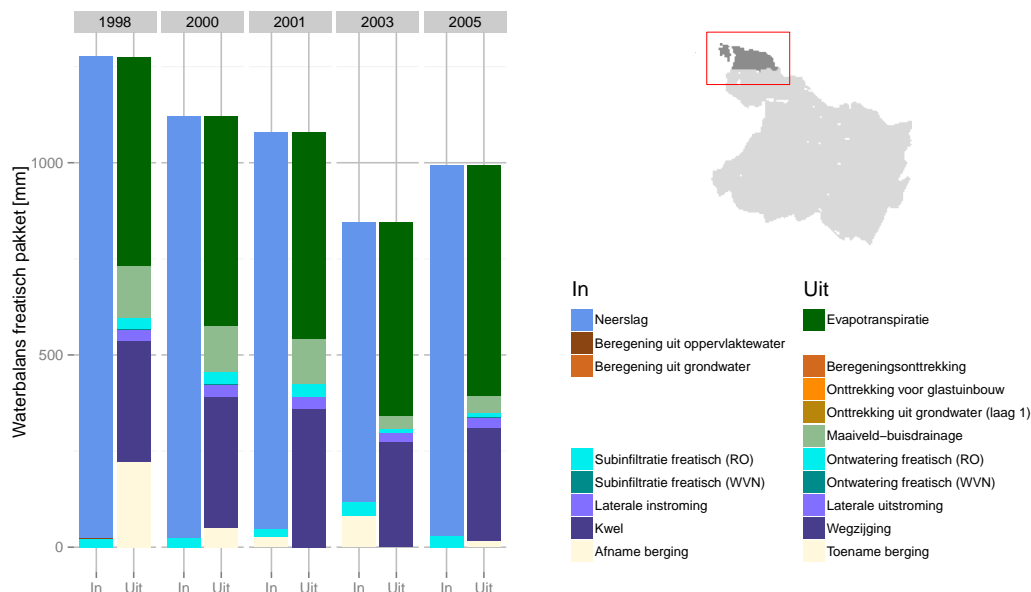 1998 2000 2001 2003 2005
Waterbalans freatisch pakket [mm]
1000
500
0
In Uit In Uit In Uit In Uit In Uit
In Uit
Neerslag Evapotranspiratie
Beregening uit oppervlaktewater
Beregening uit grondwater Beregeningsonttrekking
Onttrekking voor glastuinbouw
Onttrekking uit grondwater (laag 1)
Maaiveld−buisdrainage
Subinfiltratie freatisch (RO) Ontwatering freatisch (RO)
Subinfiltratie freatisch (WVN) Ontwatering freatisch (WVN)
Laterale instroming Laterale uitstroming
Kwel Wegzijging
Afname berging Toename berging